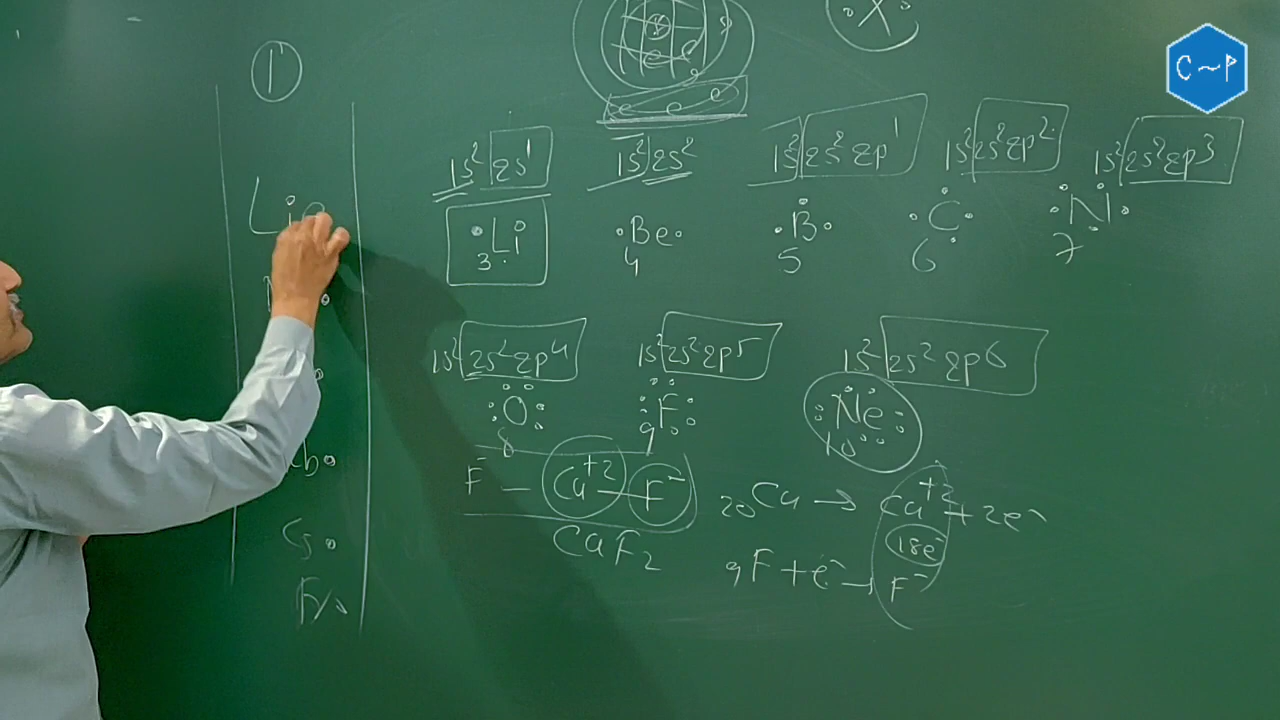 C~P
X
1
1s² 2s¹
1s² 2s²
1s² 2s² 2p¹
1s² 2s² 2p²
1s² 2s² 2p³
Li
3 Li
Be
4
B
5
C
6
N
7
1s² 2s² 2p⁴
1s² 2s² 2p⁵
1s² 2s² 2p⁶
O
8
F
9
Ne
10
F⁻ — Ca⁺² — F⁻
CaF₂
₂₀Ca → Ca⁺² + 2e⁻
18e⁻
₉F + e⁻ → F⁻
Cs
Fr